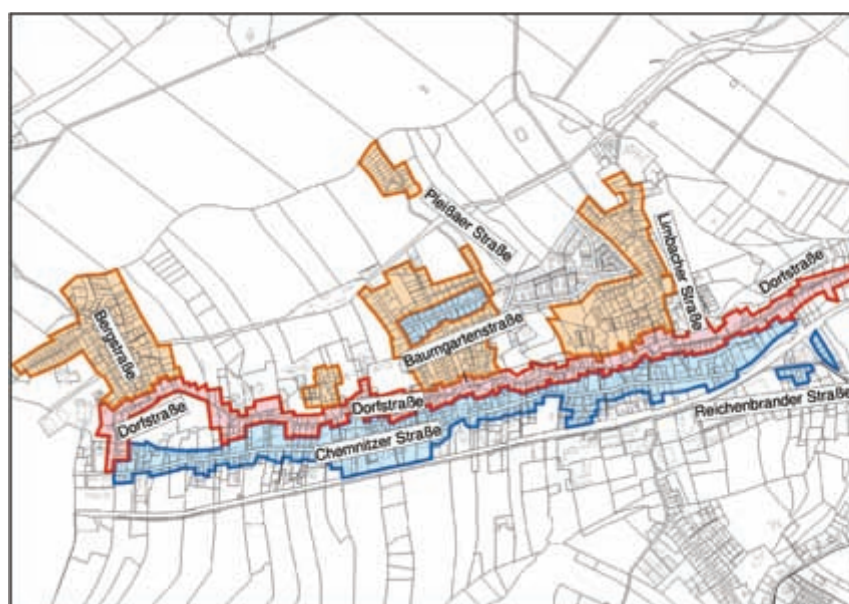 Pleißaer Straße
Limbacher Straße
Dorfstraße
Bergstraße
Baumgartenstraße
Dorfstraße
Dorfstraße
Chemnitzer Straße
Reichenbrander Straße